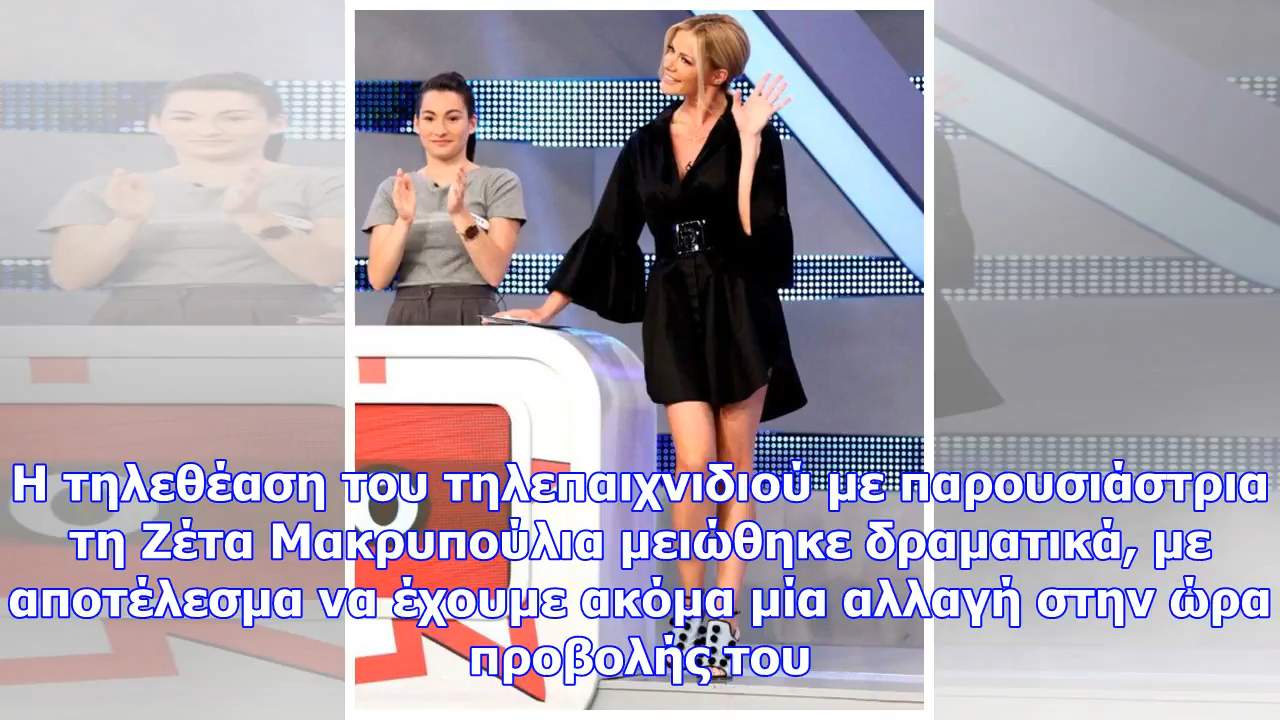 Η τηλεθέαση του τηλεπαιχνιδιού με παρουσιάστρια
τη Ζέτα Μακρυπούλια μειώθηκε δραματικά, με
αποτέλεσμα να έχουμε ακόμα μία αλλαγή στην ώρα
προβολής του